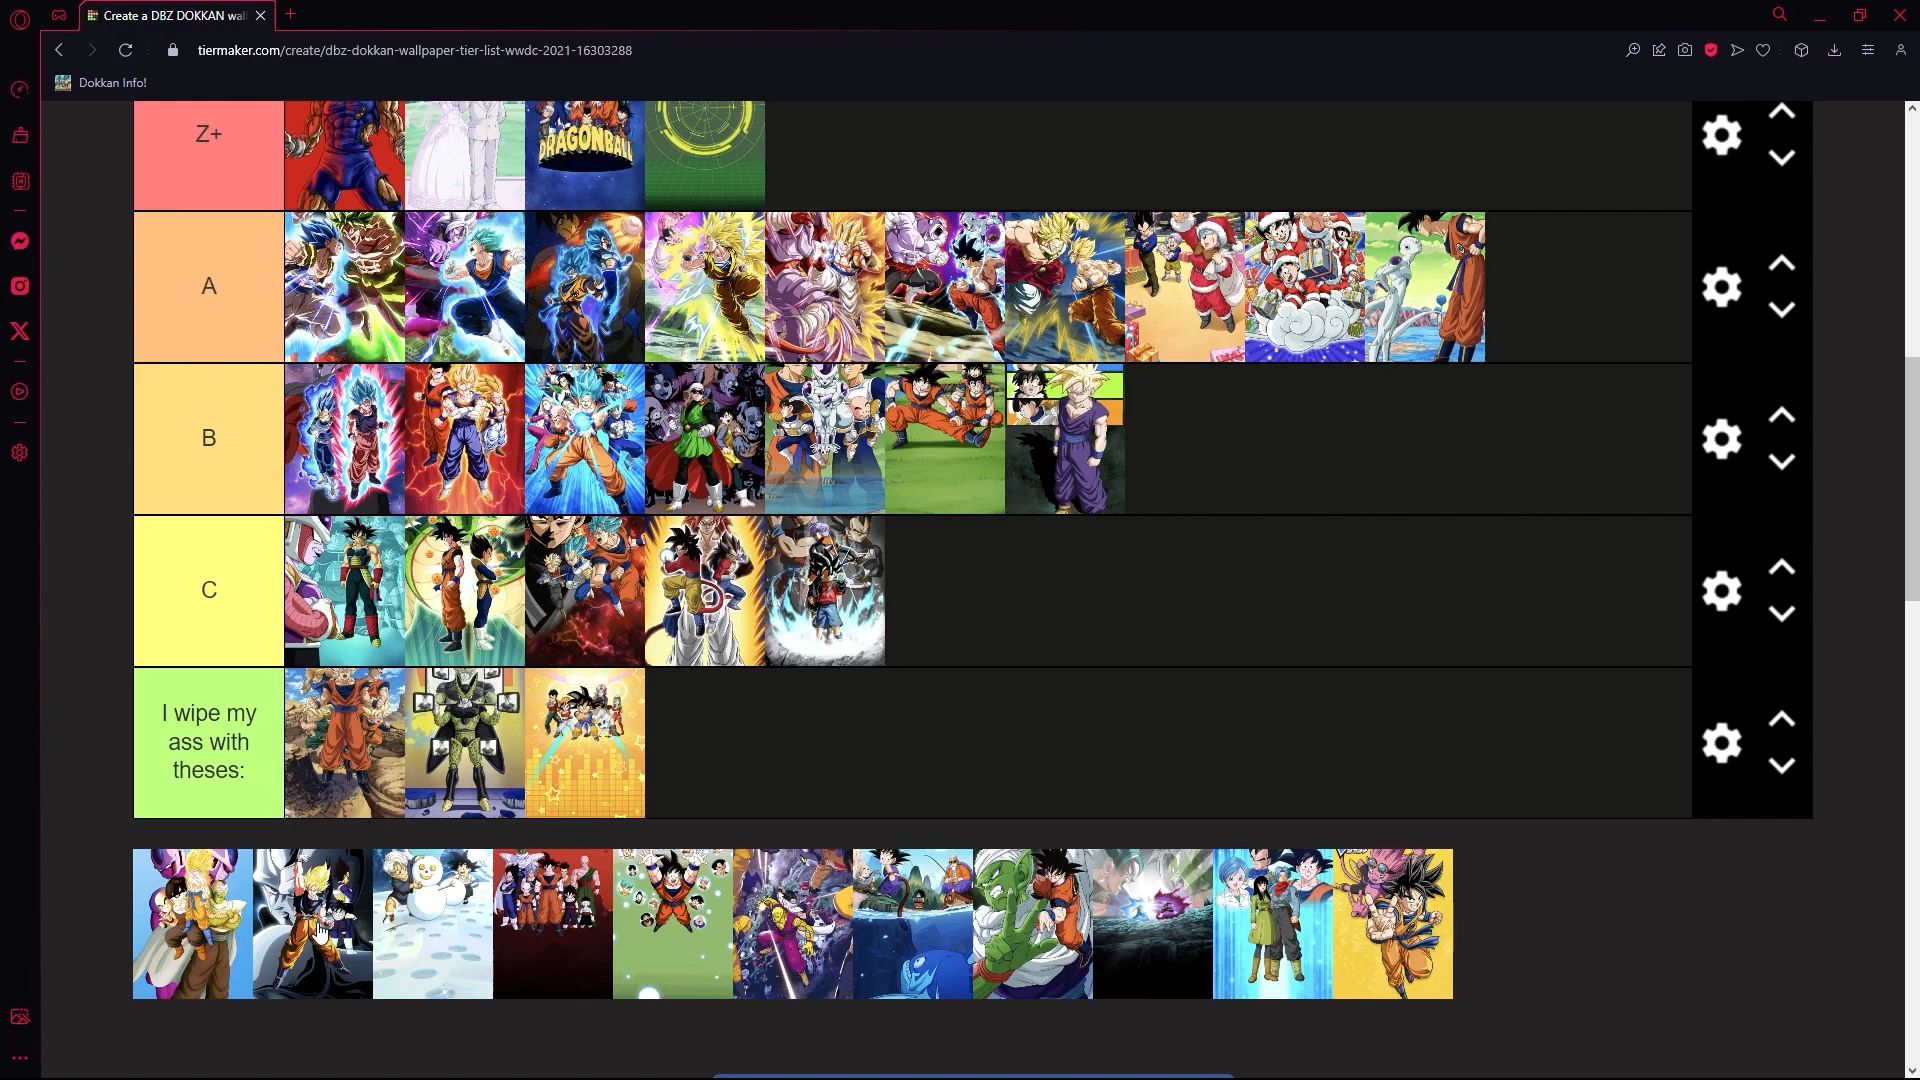 Create a DBZ DOKKAN wal
tiermaker.com/create/dbz-dokkan-wallpaper-tier-list-wwdc-2021-16303288
Dokkan Info!
Z+
DRAGONBALL
A
B
C
I wipe my
ass with
theses: